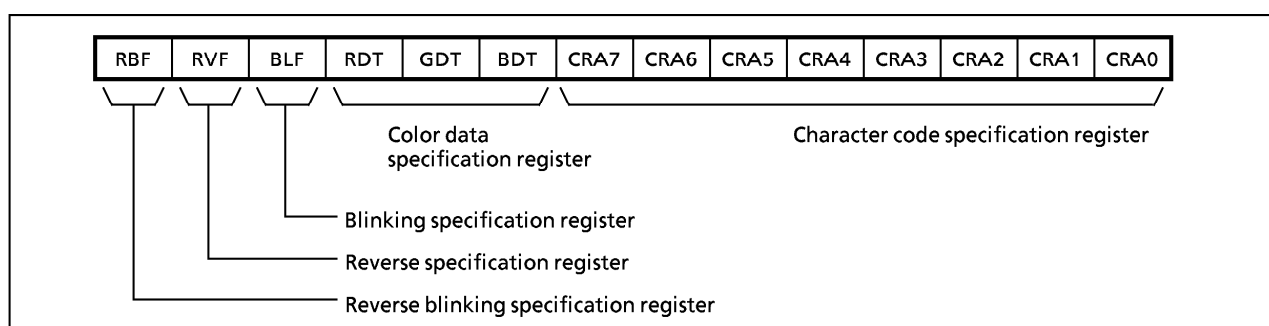 RBF RVF BLF RDT GDT BDT CRA7 CRA6 CRA5 CRA4 CRA3 CRA2 CRA1 CRA0
Color data
specification register
Character code specification register
Blinking specification register
Reverse specification register
Reverse blinking specification register